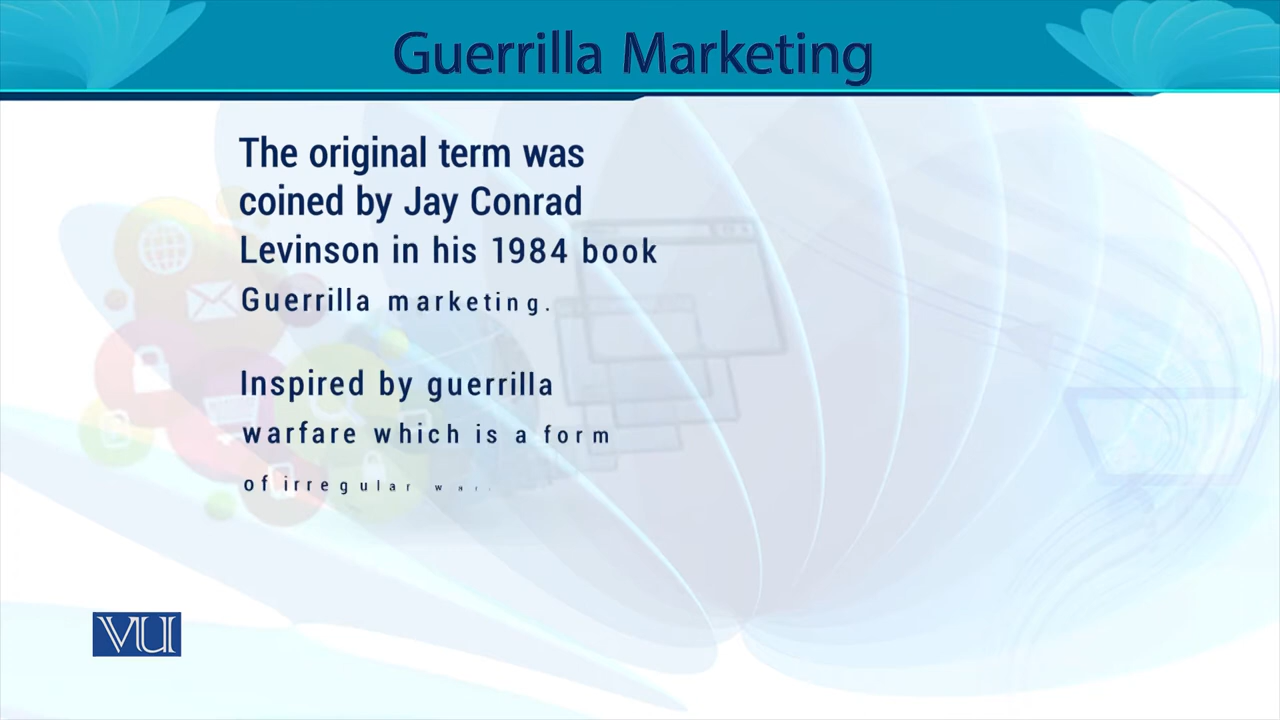 Guerrilla Marketing
The original term was
coined by Jay Conrad
Levinson in his 1984 book
Guerrilla marketing.
Inspired by guerrilla
warfare which is a form
of irregular
VU